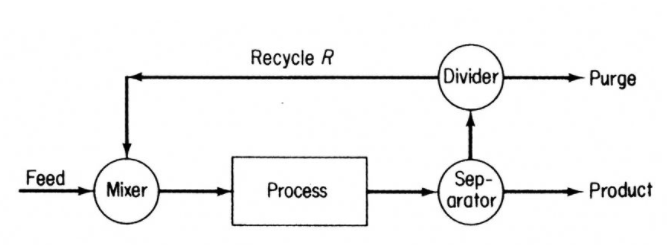 Recycle R
Divider
Purge
Feed
Mixer
Process
Sep-
arator
Product